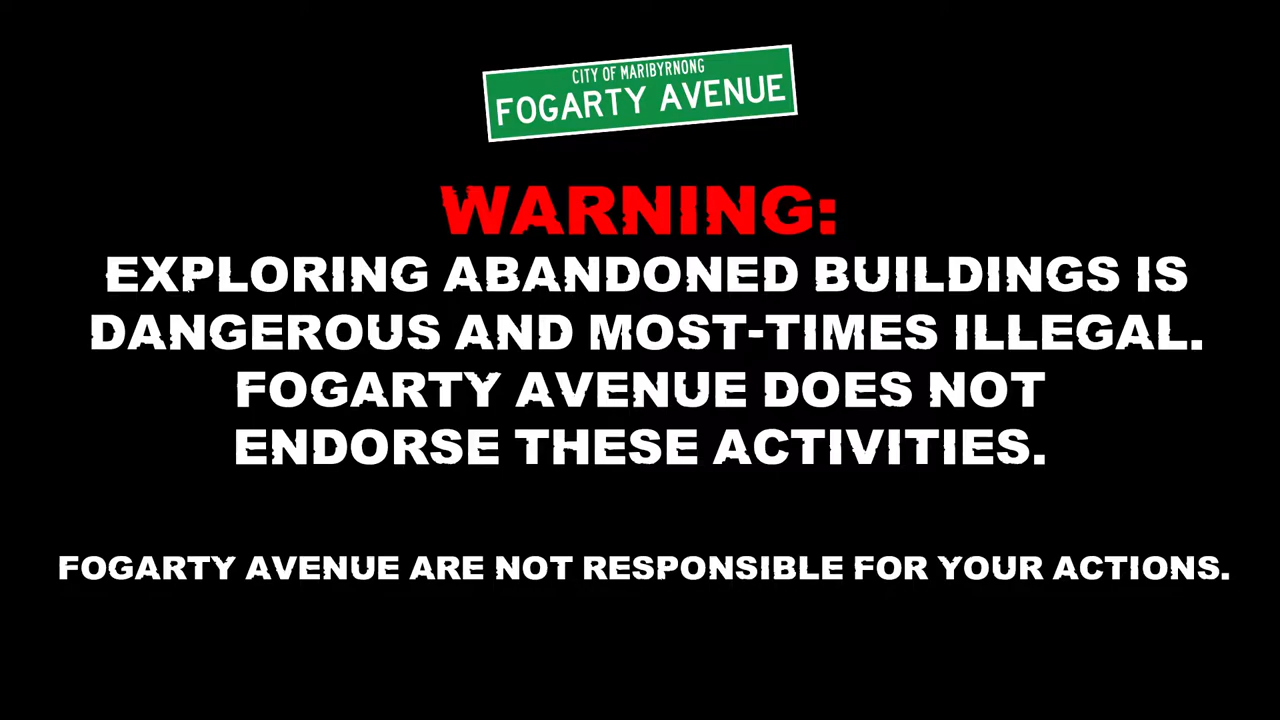 CITY OF MARIBYRNONG
FOGARTY AVENUE
WARNING:
EXPLORING ABANDONED BUILDINGS IS
DANGEROUS AND MOST-TIMES ILLEGAL.
FOGARTY AVENUE DOES NOT
ENDORSE THESE ACTIVITIES.
FOGARTY AVENUE ARE NOT RESPONSIBLE FOR YOUR ACTIONS.